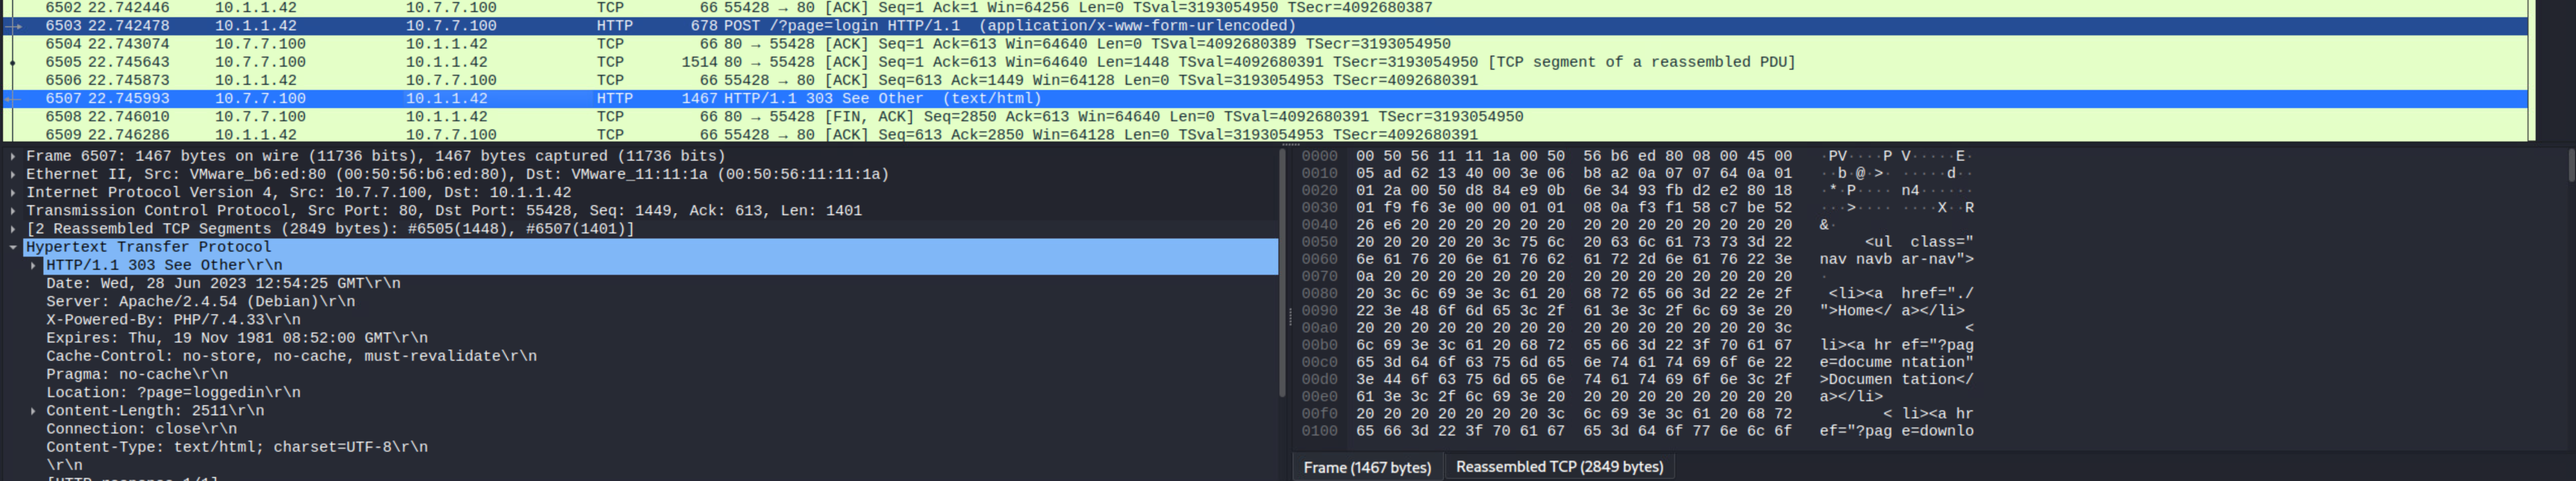 6502 22.742446 10.1.1.42 10.7.7.100 TCP 66 55428 → 80 [ACK] Seq=1 Ack=1 Win=64256 Len=0 TSval=3193054950 TSecr=4092680387
6503 22.742478 10.1.1.42 10.7.7.100 HTTP 678 POST /?page=login HTTP/1.1  (application/x-www-form-urlencoded)
6504 22.743074 10.7.7.100 10.1.1.42 TCP 66 80 → 55428 [ACK] Seq=1 Ack=613 Win=64640 Len=0 TSval=4092680389 TSecr=3193054950
6505 22.745643 10.7.7.100 10.1.1.42 TCP 1514 80 → 55428 [ACK] Seq=1 Ack=613 Win=64640 Len=1448 TSval=4092680391 TSecr=3193054950 [TCP segment of a reassembled PDU]
6506 22.745873 10.1.1.42 10.7.7.100 TCP 66 55428 → 80 [ACK] Seq=613 Ack=1449 Win=64128 Len=0 TSval=3193054953 TSecr=4092680391
6507 22.745993 10.7.7.100 10.1.1.42 HTTP 1467 HTTP/1.1 303 See Other  (text/html)
6508 22.746010 10.7.7.100 10.1.1.42 TCP 66 80 → 55428 [FIN, ACK] Seq=2850 Ack=613 Win=64640 Len=0 TSval=4092680391 TSecr=3193054950
6509 22.746286 10.1.1.42 10.7.7.100 TCP 66 55428 → 80 [ACK] Seq=613 Ack=2850 Win=64128 Len=0 TSval=3193054953 TSecr=4092680391
Frame 6507: 1467 bytes on wire (11736 bits), 1467 bytes captured (11736 bits)
Ethernet II, Src: VMware_b6:ed:80 (00:50:56:b6:ed:80), Dst: VMware_11:11:1a (00:50:56:11:11:1a)
Internet Protocol Version 4, Src: 10.7.7.100, Dst: 10.1.1.42
Transmission Control Protocol, Src Port: 80, Dst Port: 55428, Seq: 1449, Ack: 613, Len: 1401
[2 Reassembled TCP Segments (2849 bytes): #6505(1448), #6507(1401)]
Hypertext Transfer Protocol
HTTP/1.1 303 See Other\r\n
Date: Wed, 28 Jun 2023 12:54:25 GMT\r\n
Server: Apache/2.4.54 (Debian)\r\n
X-Powered-By: PHP/7.4.33\r\n
Expires: Thu, 19 Nov 1981 08:52:00 GMT\r\n
Cache-Control: no-store, no-cache, must-revalidate\r\n
Pragma: no-cache\r\n
Location: ?page=loggedin\r\n
Content-Length: 2511\r\n
Connection: close\r\n
Content-Type: text/html; charset=UTF-8\r\n
\r\n
[HTTP response 1/1]
0000 00 50 56 11 11 1a 00 50 56 b6 ed 80 08 00 45 00 ·PV····P V·····E·
0010 05 ad 62 13 40 00 3e 06 b8 a2 0a 07 07 64 0a 01 ··b·@·>· ·····d··
0020 01 2a 00 50 d8 84 e9 0b 6e 34 93 fb d2 e2 80 18 ·*·P···· n4······
0030 01 f9 f6 3e 00 00 01 01 08 0a f3 f1 58 c7 be 52 ···>···· ····X··R
0040 26 e6 20 20 20 20 20 20 20 20 20 20 20 20 20 20 &·
0050 20 20 20 20 20 3c 75 6c 20 63 6c 61 73 73 3d 22 <ul class="
0060 6e 61 76 20 6e 61 76 62 61 72 2d 6e 61 76 22 3e nav navb ar-nav">
0070 0a 20 20 20 20 20 20 20 20 20 20 20 20 20 20 20 ·
0080 20 3c 6c 69 3e 3c 61 20 68 72 65 66 3d 22 2e 2f <li><a href="./
0090 22 3e 48 6f 6d 65 3c 2f 61 3e 3c 2f 6c 69 3e 20 ">Home</ a></li>
00a0 20 20 20 20 20 20 20 20 20 20 20 20 20 20 20 3c <
00b0 6c 69 3e 3c 61 20 68 72 65 66 3d 22 3f 70 61 67 li><a hr ef="?pag
00c0 65 3d 64 6f 63 75 6d 65 6e 74 61 74 69 6f 6e 22 e=docume ntation"
00d0 3e 44 6f 63 75 6d 65 6e 74 61 74 69 6f 6e 3c 2f >Documen tation</
00e0 61 3e 3c 2f 6c 69 3e 20 20 20 20 20 20 20 20 20 a></li>
00f0 20 20 20 20 20 20 20 3c 6c 69 3e 3c 61 20 68 72 < li><a hr
0100 65 66 3d 22 3f 70 61 67 65 3d 64 6f 77 6e 6c 6f ef="?pag e=downlo
Frame (1467 bytes) Reassembled TCP (2849 bytes)